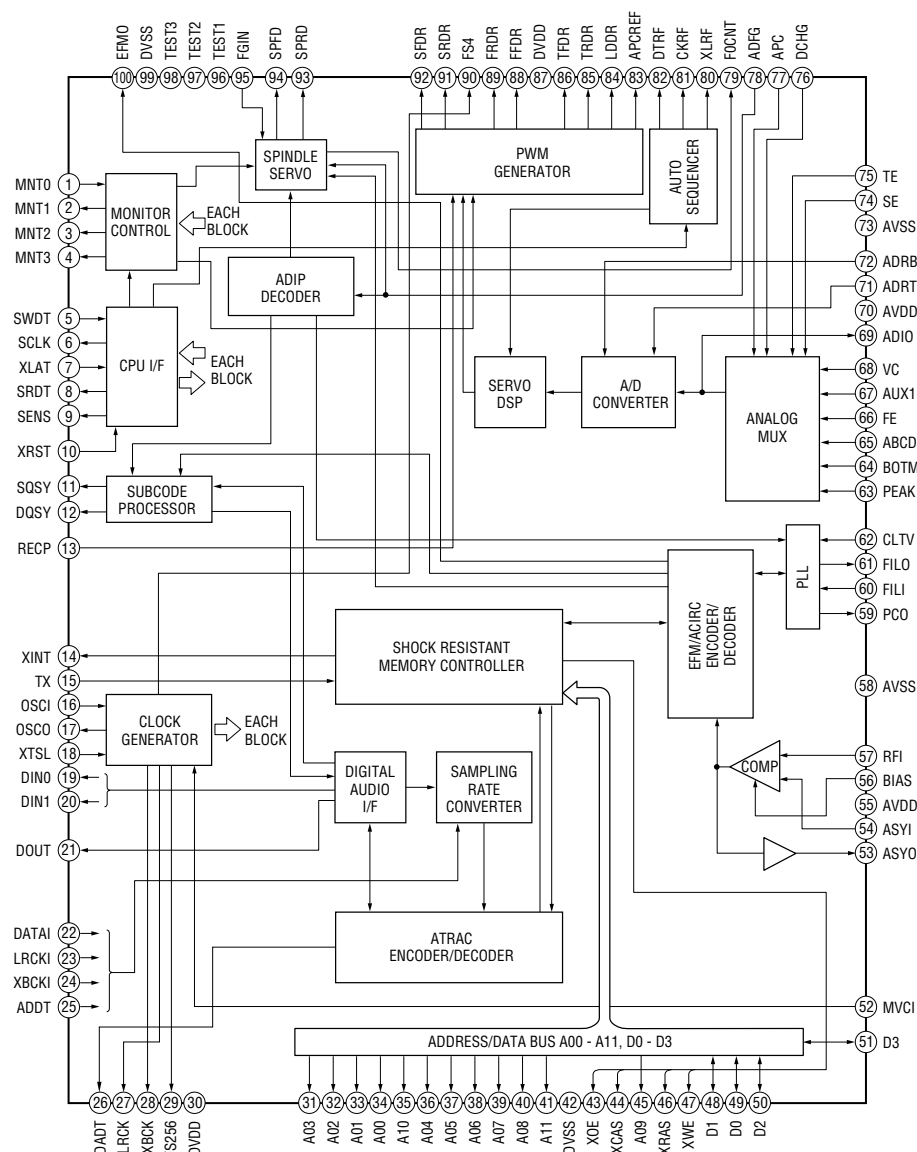 EFMO
DVSS
TEST3
TEST2
TEST1
FGIN
SPFD
SPRD
SFDR
SRDR
FS4
FRDR
FFDR
DVDD
TFDR
TRDR
LDDR
APCREF
DTRF
CKRF
XLRF
F0CNT
ADFG
APC
DCHG
100 99 98 97 96 95 94 93 92 91 90 89 88 87 86 85 84 83 82 81 80 79 78 77 76
SPINDLE
SERVO
PWM
GENERATOR
AUTO
SEQUENCER
MNT0 1
MNT1 2
MNT2 3
MNT3 4
MONITOR
CONTROL
EACH
BLOCK
ADIP
DECODER
75 TE
74 SE
73 AVSS
72 ADRB
71 ADRT
70 AVDD
69 ADIO
68 VC
67 AUX1
66 FE
65 ABCD
64 BOTM
63 PEAK
SWDT 5
SCLK 6
XLAT 7
SRDT 8
SENS 9
XRST 10
CPU I/F
EACH
BLOCK
SERVO
DSP
A/D
CONVERTER
ANALOG
MUX
SQSY 11
DQSY 12
SUBCODE
PROCESSOR
RECP 13
62 CLTV
61 FILO
60 FILI
59 PCO
PLL
EFM/ACIRC
ENCODER/
DECODER
SHOCK RESISTANT
MEMORY CONTROLLER
XINT 14
TX 15
OSCI 16
OSCO 17
XTSL 18
DIN0 19
DIN1 20
CLOCK
GENERATOR
EACH
BLOCK
58 AVSS
57 RFI
56 BIAS
55 AVDD
54 ASYI
53 ASYO
COMP
DIGITAL
AUDIO
I/F
SAMPLING
RATE
CONVERTER
DOUT 21
DATAI 22
LRCKI 23
XBCKI 24
ADDT 25
ATRAC
ENCODER/DECODER
52 MVCI
51 D3
ADDRESS/DATA BUS A00 - A11, D0 - D3
26 27 28 29 30 31 32 33 34 35 36 37 38 39 40 41 42 43 44 45 46 47 48 49 50
DADT
LRCK
XBCK
FS256
DVDD
A03
A02
A01
A00
A10
A04
A05
A06
A07
A08
A11
DVSS
XOE
XCAS
A09
XRAS
XWE
D1
D0
D2